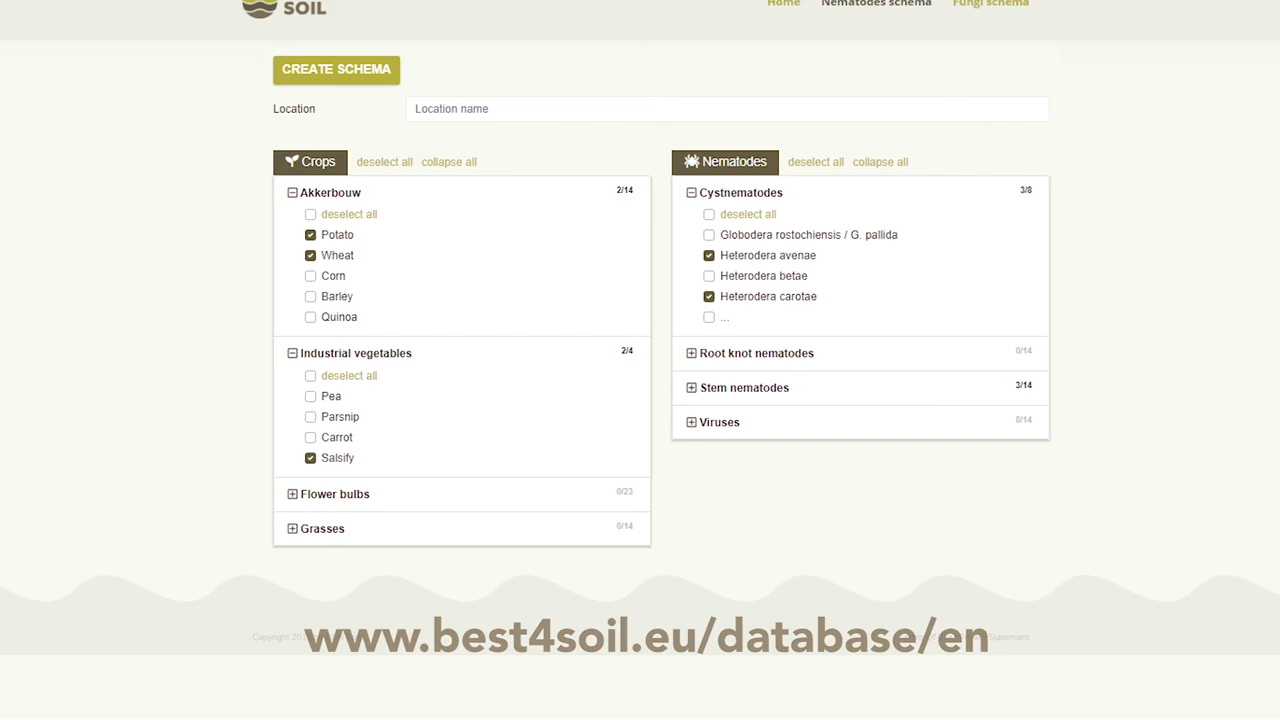 SOIL
Home Nematodes schema Fungi schema
CREATE SCHEMA
Location Location name
Crops deselect all collapse all
Akkerbouw 2/14
deselect all
Potato
Wheat
Corn
Barley
Quinoa
Industrial vegetables 2/4
deselect all
Pea
Parsnip
Carrot
Salsify
Flower bulbs 0/23
Grasses 0/14
Nematodes deselect all collapse all
Cystnematodes 3/8
deselect all
Globodera rostochiensis / G. pallida
Heterodera avenae
Heterodera betae
Heterodera carotae
...
Root knot nematodes 0/14
Stem nematodes 3/14
Viruses 0/14
www.best4soil.eu/database/en
Copyright Statement